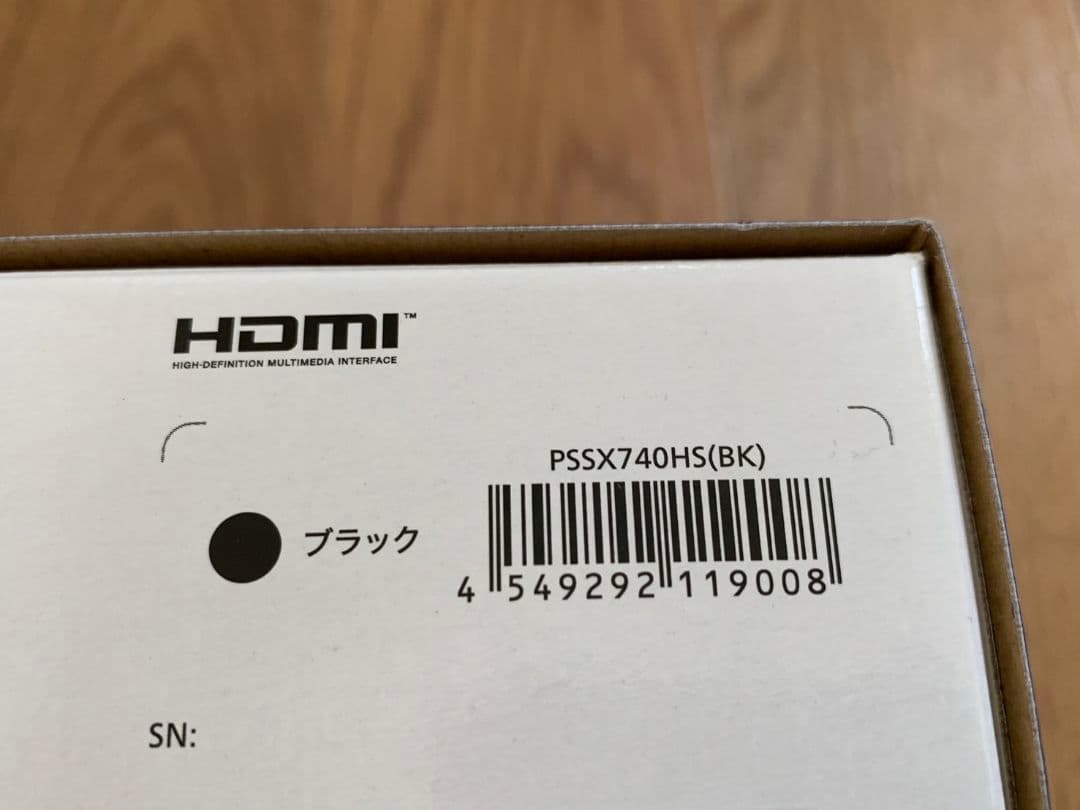 HDMI™
HIGH-DEFINITION MULTIMEDIA INTERFACE
PSSX740HS(BK)
ブラック
4 549292 119008
SN: